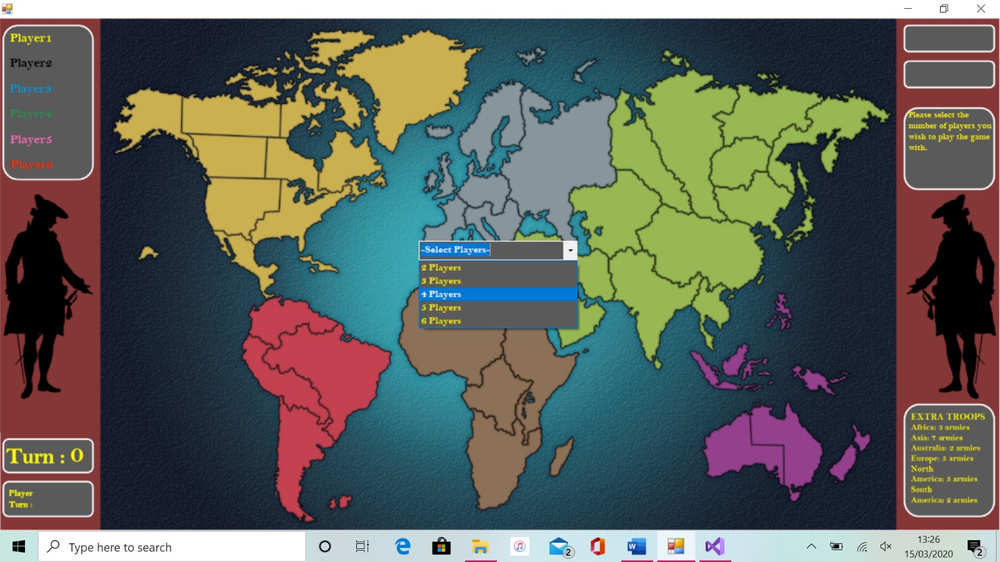 Player1
Player2
Player3
Player4
Player5
Player6
Turn : 0
Player
Turn :
-Select Players-
2 Players
3 Players
4 Players
5 Players
6 Players
Please select the
number of players you
wish to play the game
with.
EXTRA TROOPS
Africa: 3 armies
Asia: 7 armies
Australia: 2 armies
Europe: 5 armies
North
America: 5 armies
South
America: 2 armies
Type here to search
2
W
13:26
15/03/2020
2